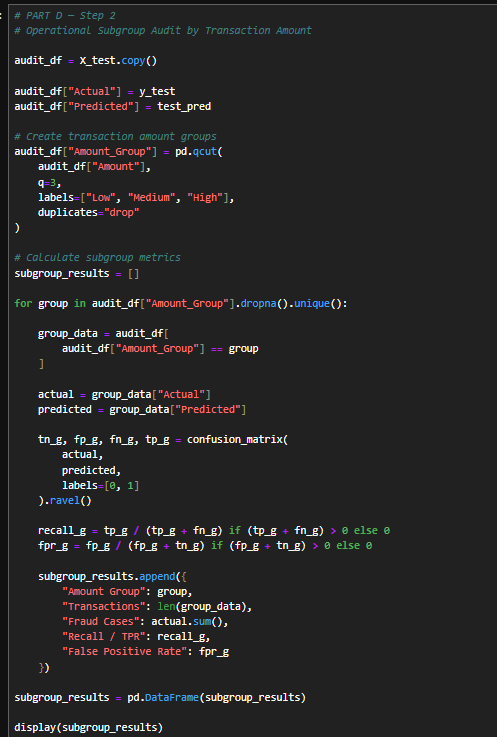 # PART D — Step 2
# Operational Subgroup Audit by Transaction Amount

audit_df = X_test.copy()

audit_df["Actual"] = y_test
audit_df["Predicted"] = test_pred

# Create transaction amount groups
audit_df["Amount_Group"] = pd.qcut(
    audit_df["Amount"],
    q=3,
    labels=["Low", "Medium", "High"],
    duplicates="drop"
)

# Calculate subgroup metrics
subgroup_results = []

for group in audit_df["Amount_Group"].dropna().unique():

    group_data = audit_df[
        audit_df["Amount_Group"] == group
    ]

    actual = group_data["Actual"]
    predicted = group_data["Predicted"]

    tn_g, fp_g, fn_g, tp_g = confusion_matrix(
        actual,
        predicted,
        labels=[0, 1]
    ).ravel()

    recall_g = tp_g / (tp_g + fn_g) if (tp_g + fn_g) > 0 else 0
    fpr_g = fp_g / (fp_g + tn_g) if (fp_g + tn_g) > 0 else 0

    subgroup_results.append({
        "Amount Group": group,
        "Transactions": len(group_data),
        "Fraud Cases": actual.sum(),
        "Recall / TPR": recall_g,
        "False Positive Rate": fpr_g
    })

subgroup_results = pd.DataFrame(subgroup_results)

display(subgroup_results)